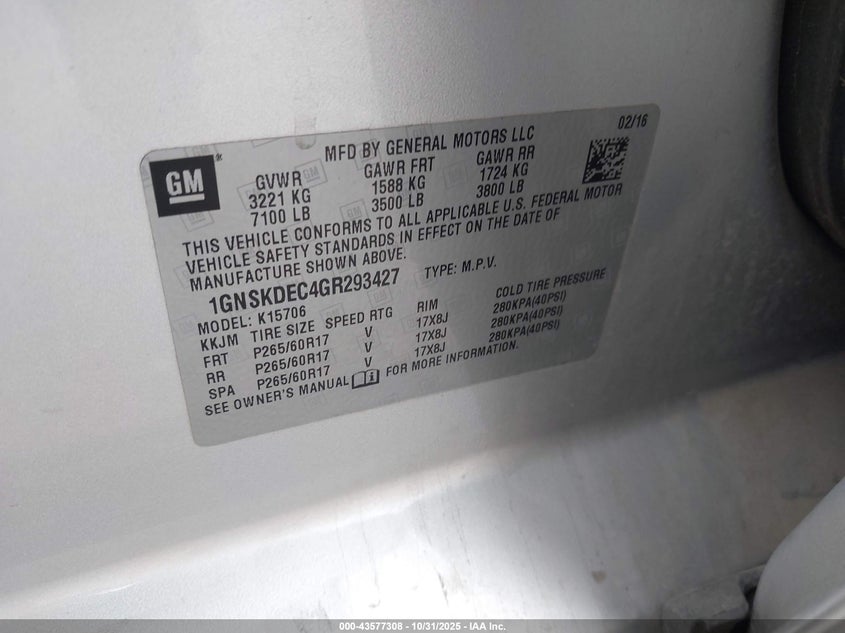 MFD BY GENERAL MOTORS LLC 02/16
GM
GVWR GAWR FRT GAWR RR
3221 KG 1588 KG 1724 KG
7100 LB 3500 LB 3800 LB
THIS VEHICLE CONFORMS TO ALL APPLICABLE U.S. FEDERAL MOTOR
VEHICLE SAFETY STANDARDS IN EFFECT ON THE DATE OF
MANUFACTURE SHOWN ABOVE.
1GNSKDEC4GR293427 TYPE: M.P.V.
MODEL: K15706
KKJM TIRE SIZE SPEED RTG RIM COLD TIRE PRESSURE
FRT P265/60R17 V 17X8J 280KPA(40PSI)
RR P265/60R17 V 17X8J 280KPA(40PSI)
SPA P265/60R17 V 17X8J 280KPA(40PSI)
SEE OWNER'S MANUAL FOR MORE INFORMATION.
000-43577308 - 10/31/2025 - IAA Inc.